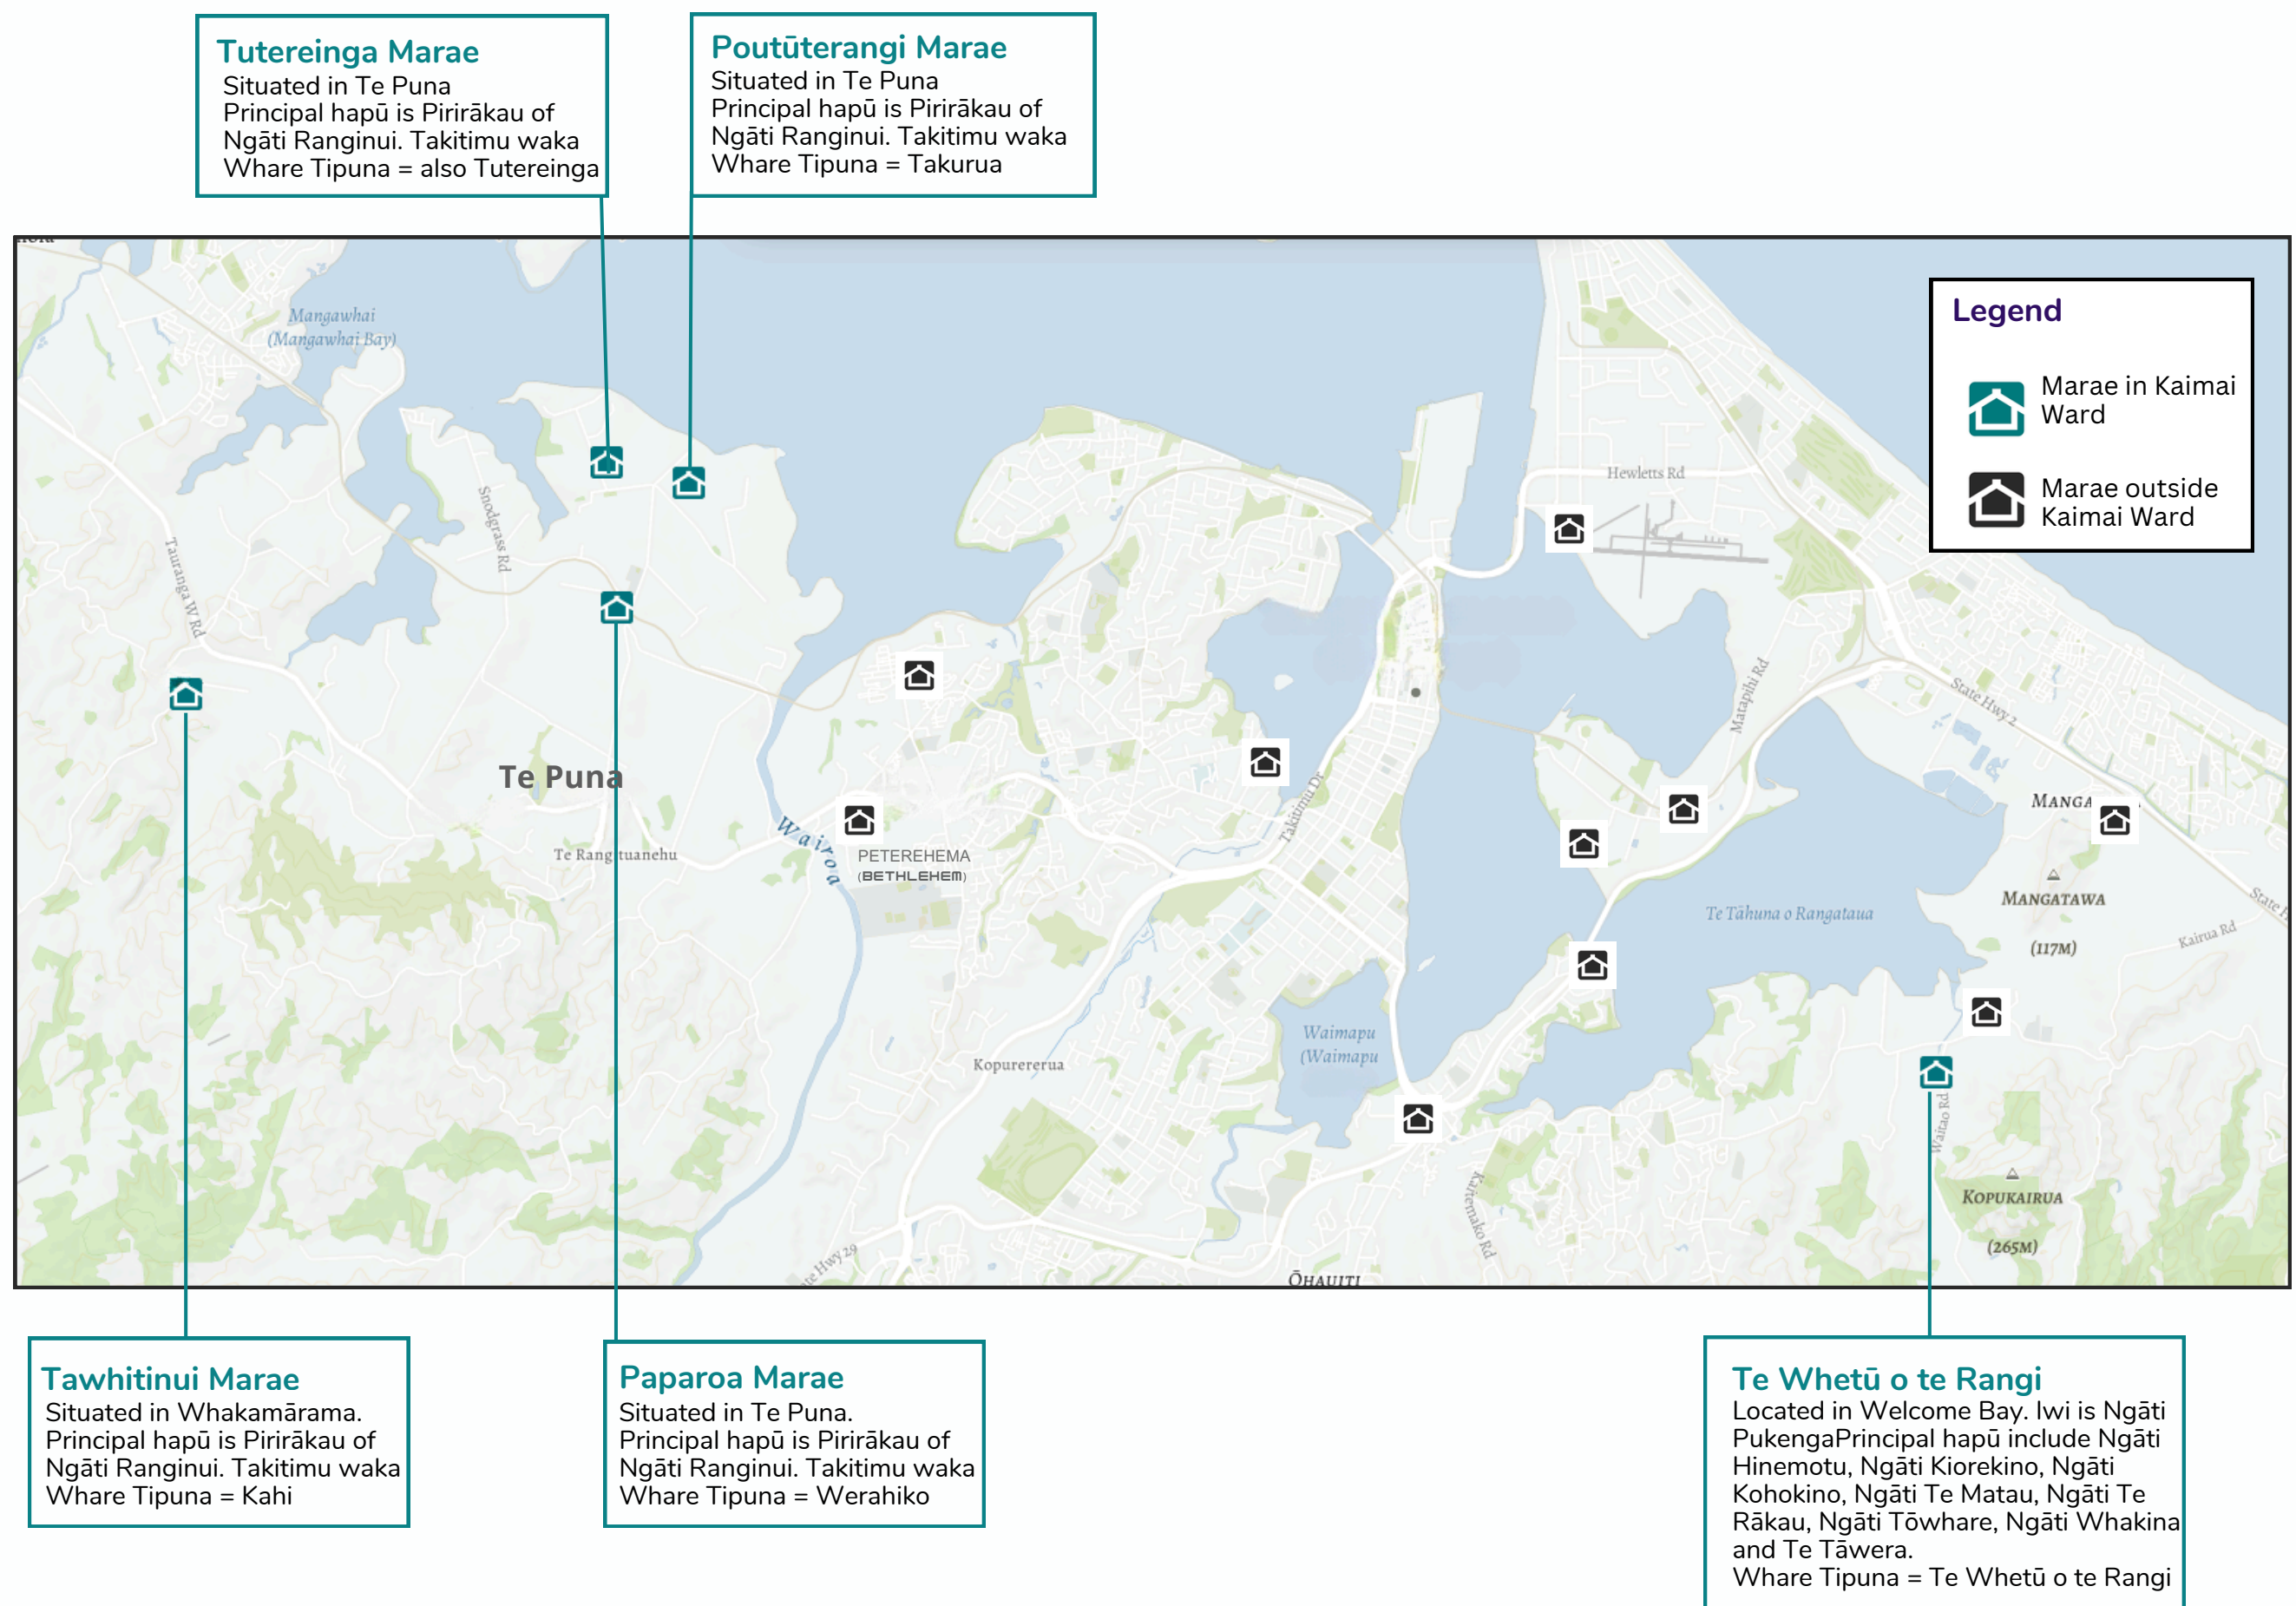 Tutereinga Marae
Situated in Te Puna
Principal hapū is Pirirākau of
Ngāti Ranginui. Takitimu waka
Whare Tipuna = also Tutereinga
Poutūterangi Marae
Situated in Te Puna
Principal hapū is Pirirākau of
Ngāti Ranginui. Takitimu waka
Whare Tipuna = Takurua
Mangawhai
(Mangawhai Bay)
Legend
Marae in Kaimai
Ward
Marae outside
Kaimai Ward
Hewletts Rd
Snodgrass Rd
Tauranga W Rd
Matapihi Rd
State Hwy 2
Te Puna
Takitimu Dr
MANGA
Wairoa
Te Rangituanehu
PETEREHEMA
(BETHLEHEM)
MANGATAWA
(117M)
State H
Kairua Rd
Te Tāhuna o Rangataua
Waimapu
(Waimapu
Kopurererua
Waitao Rd
Kaitemako Rd
KOPUKAIRUA
(265M)
te Hwy 29
ŌHAUITI
Tawhitinui Marae
Situated in Whakamārama.
Principal hapū is Pirirākau of
Ngāti Ranginui. Takitimu waka
Whare Tipuna = Kahi
Paparoa Marae
Situated in Te Puna.
Principal hapū is Pirirākau of
Ngāti Ranginui. Takitimu waka
Whare Tipuna = Werahiko
Te Whetū o te Rangi
Located in Welcome Bay. Iwi is Ngāti
PukengaPrincipal hapū include Ngāti
Hinemotu, Ngāti Kiorekino, Ngāti
Kohokino, Ngāti Te Matau, Ngāti Te
Rākau, Ngāti Tōwhare, Ngāti Whakina
and Te Tāwera.
Whare Tipuna = Te Whetū o te Rangi